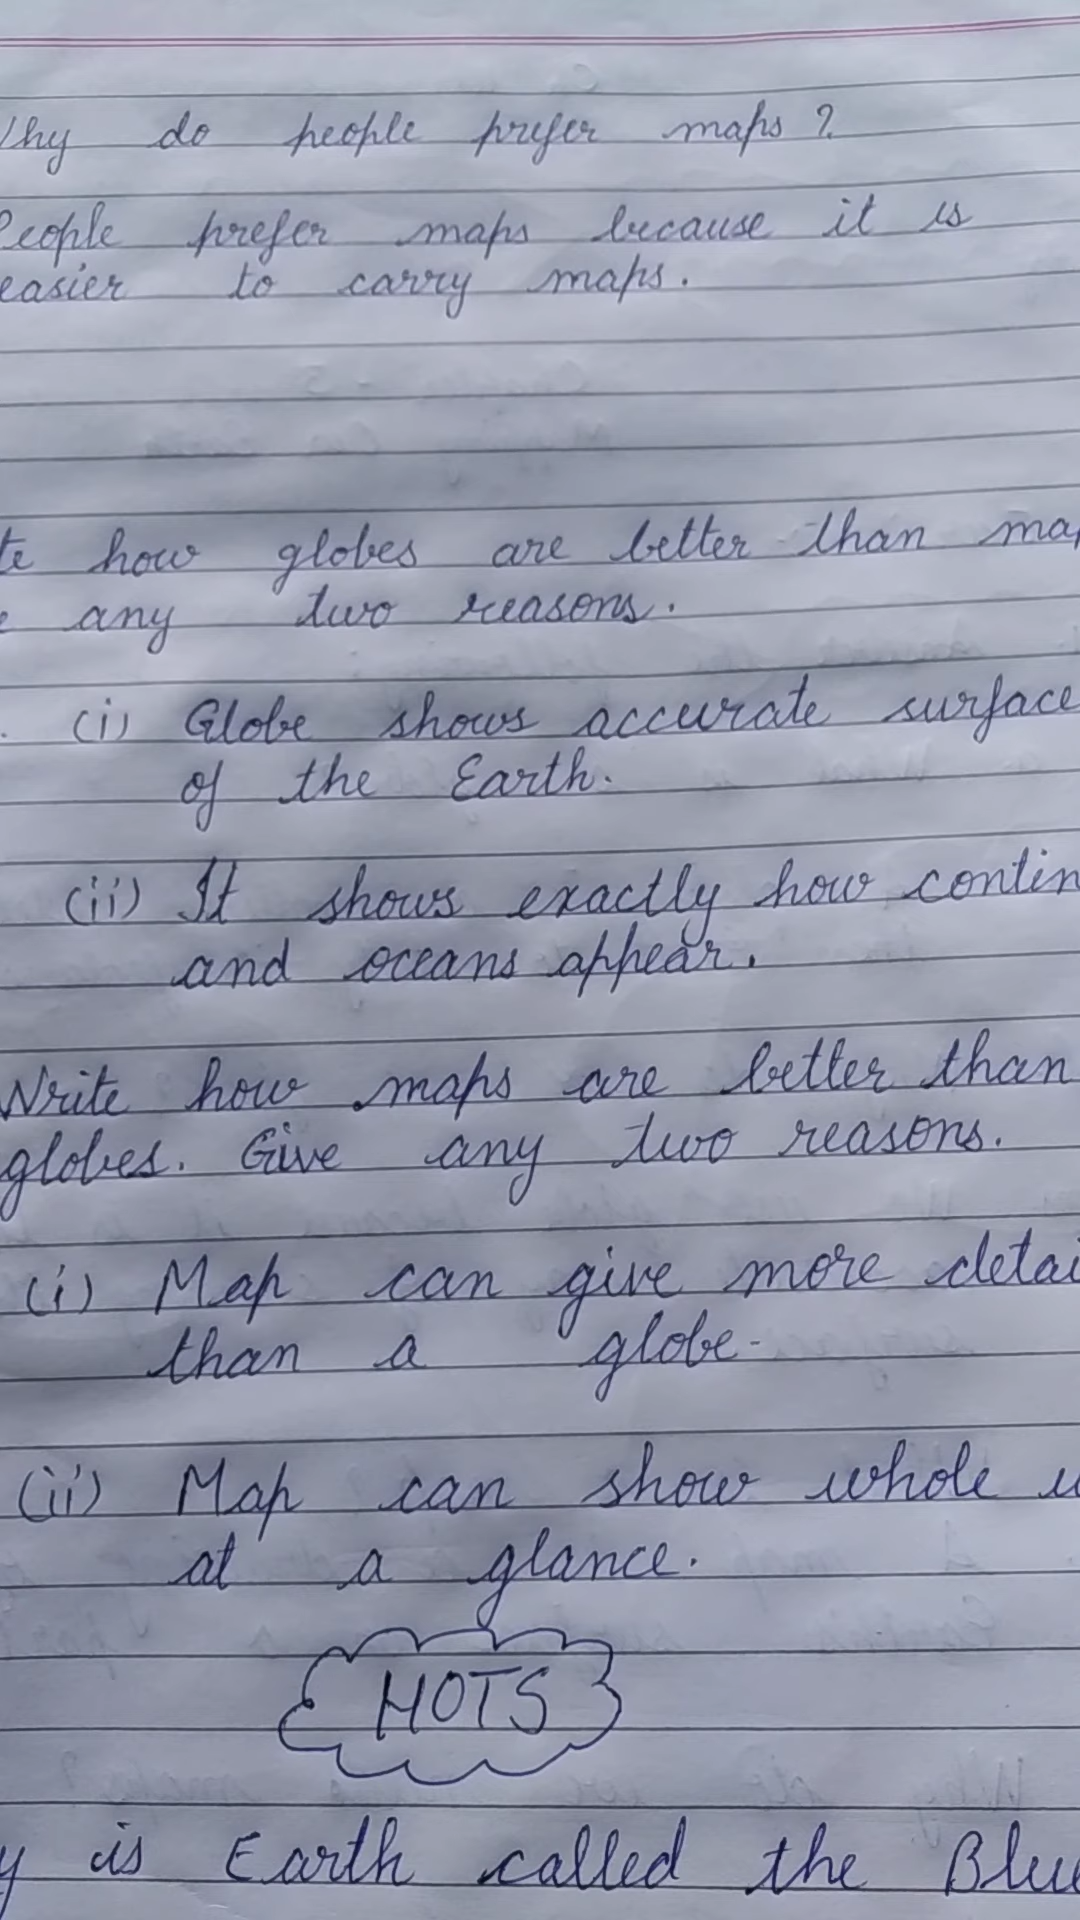 Why do people prefer maps?
People prefer maps because it is
easier to carry maps.
how globes are better than
any two reasons.
(i) Globe shows accurate surface
of the Earth.
(ii) It shows exactly how contin
and oceans appear.
Write how maps are better than
globes. Give any two reasons.
(i) Map can give more detai
than a globe.
(ii) Map can show whole
at a glance.
HOTS
is Earth called the Blue